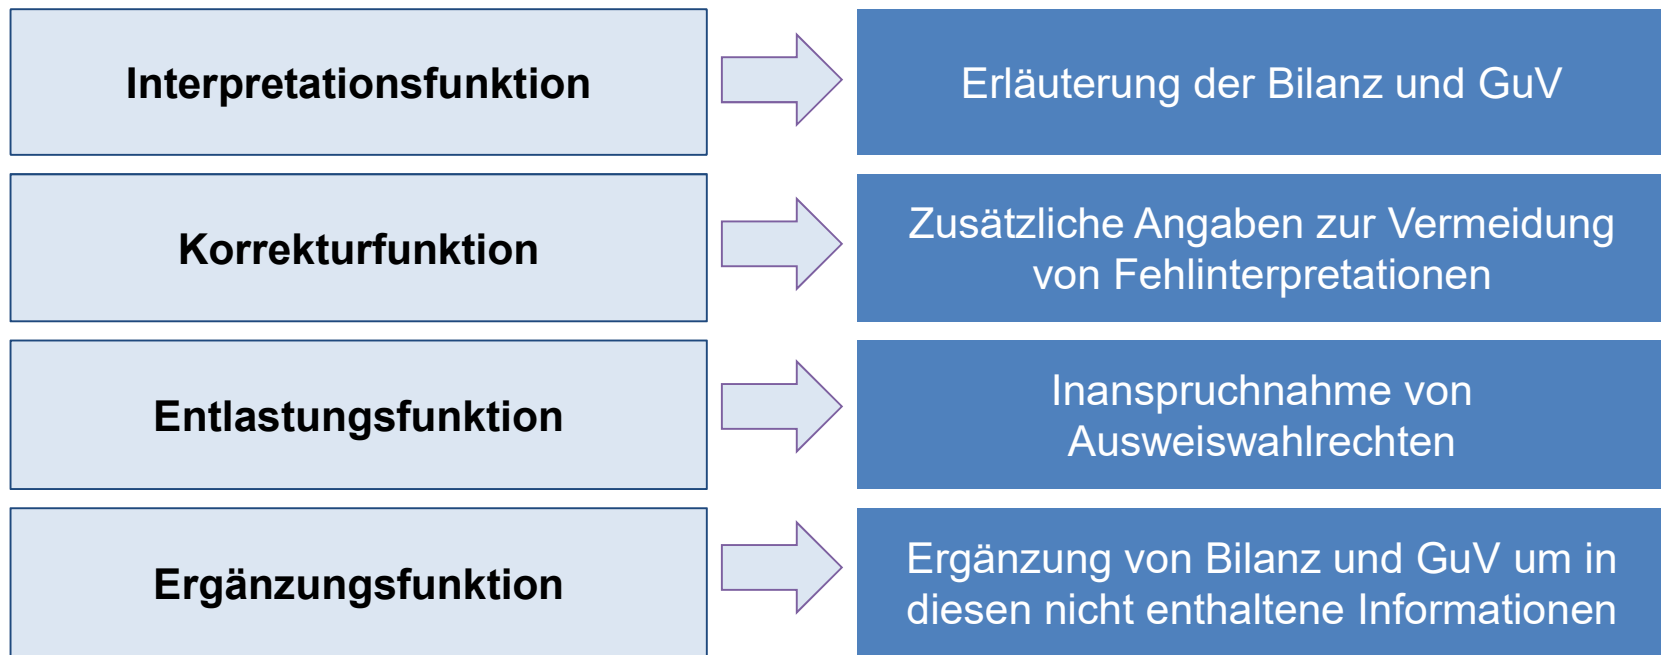 Interpretationsfunktion
Erläuterung der Bilanz und GuV
Korrekturfunktion
Zusätzliche Angaben zur Vermeidung
von Fehlinterpretationen
Entlastungsfunktion
Inanspruchnahme von
Ausweiswahlrechten
Ergänzungsfunktion
Ergänzung von Bilanz und GuV um in
diesen nicht enthaltene Informationen